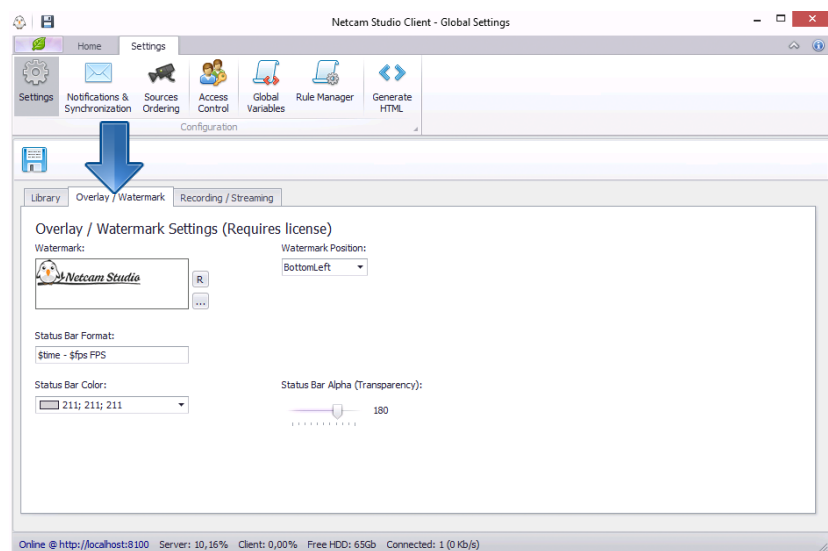 Netcam Studio Client - Global Settings
Home Settings
Settings
Notifications & Synchronization
Sources Ordering
Access Control
Global Variables
Rule Manager
Generate HTML
Configuration
Library Overlay / Watermark Recording / Streaming
Overlay / Watermark Settings (Requires license)
Watermark: Watermark Position:
Netcam Studio R BottomLeft
...
Status Bar Format:
$time - $fps FPS
Status Bar Color: Status Bar Alpha (Transparency):
211; 211; 211 180
Online @ http://localhost:8100 Server: 10,16% Client: 0,00% Free HDD: 65Gb Connected: 1 (0 Kb/s)